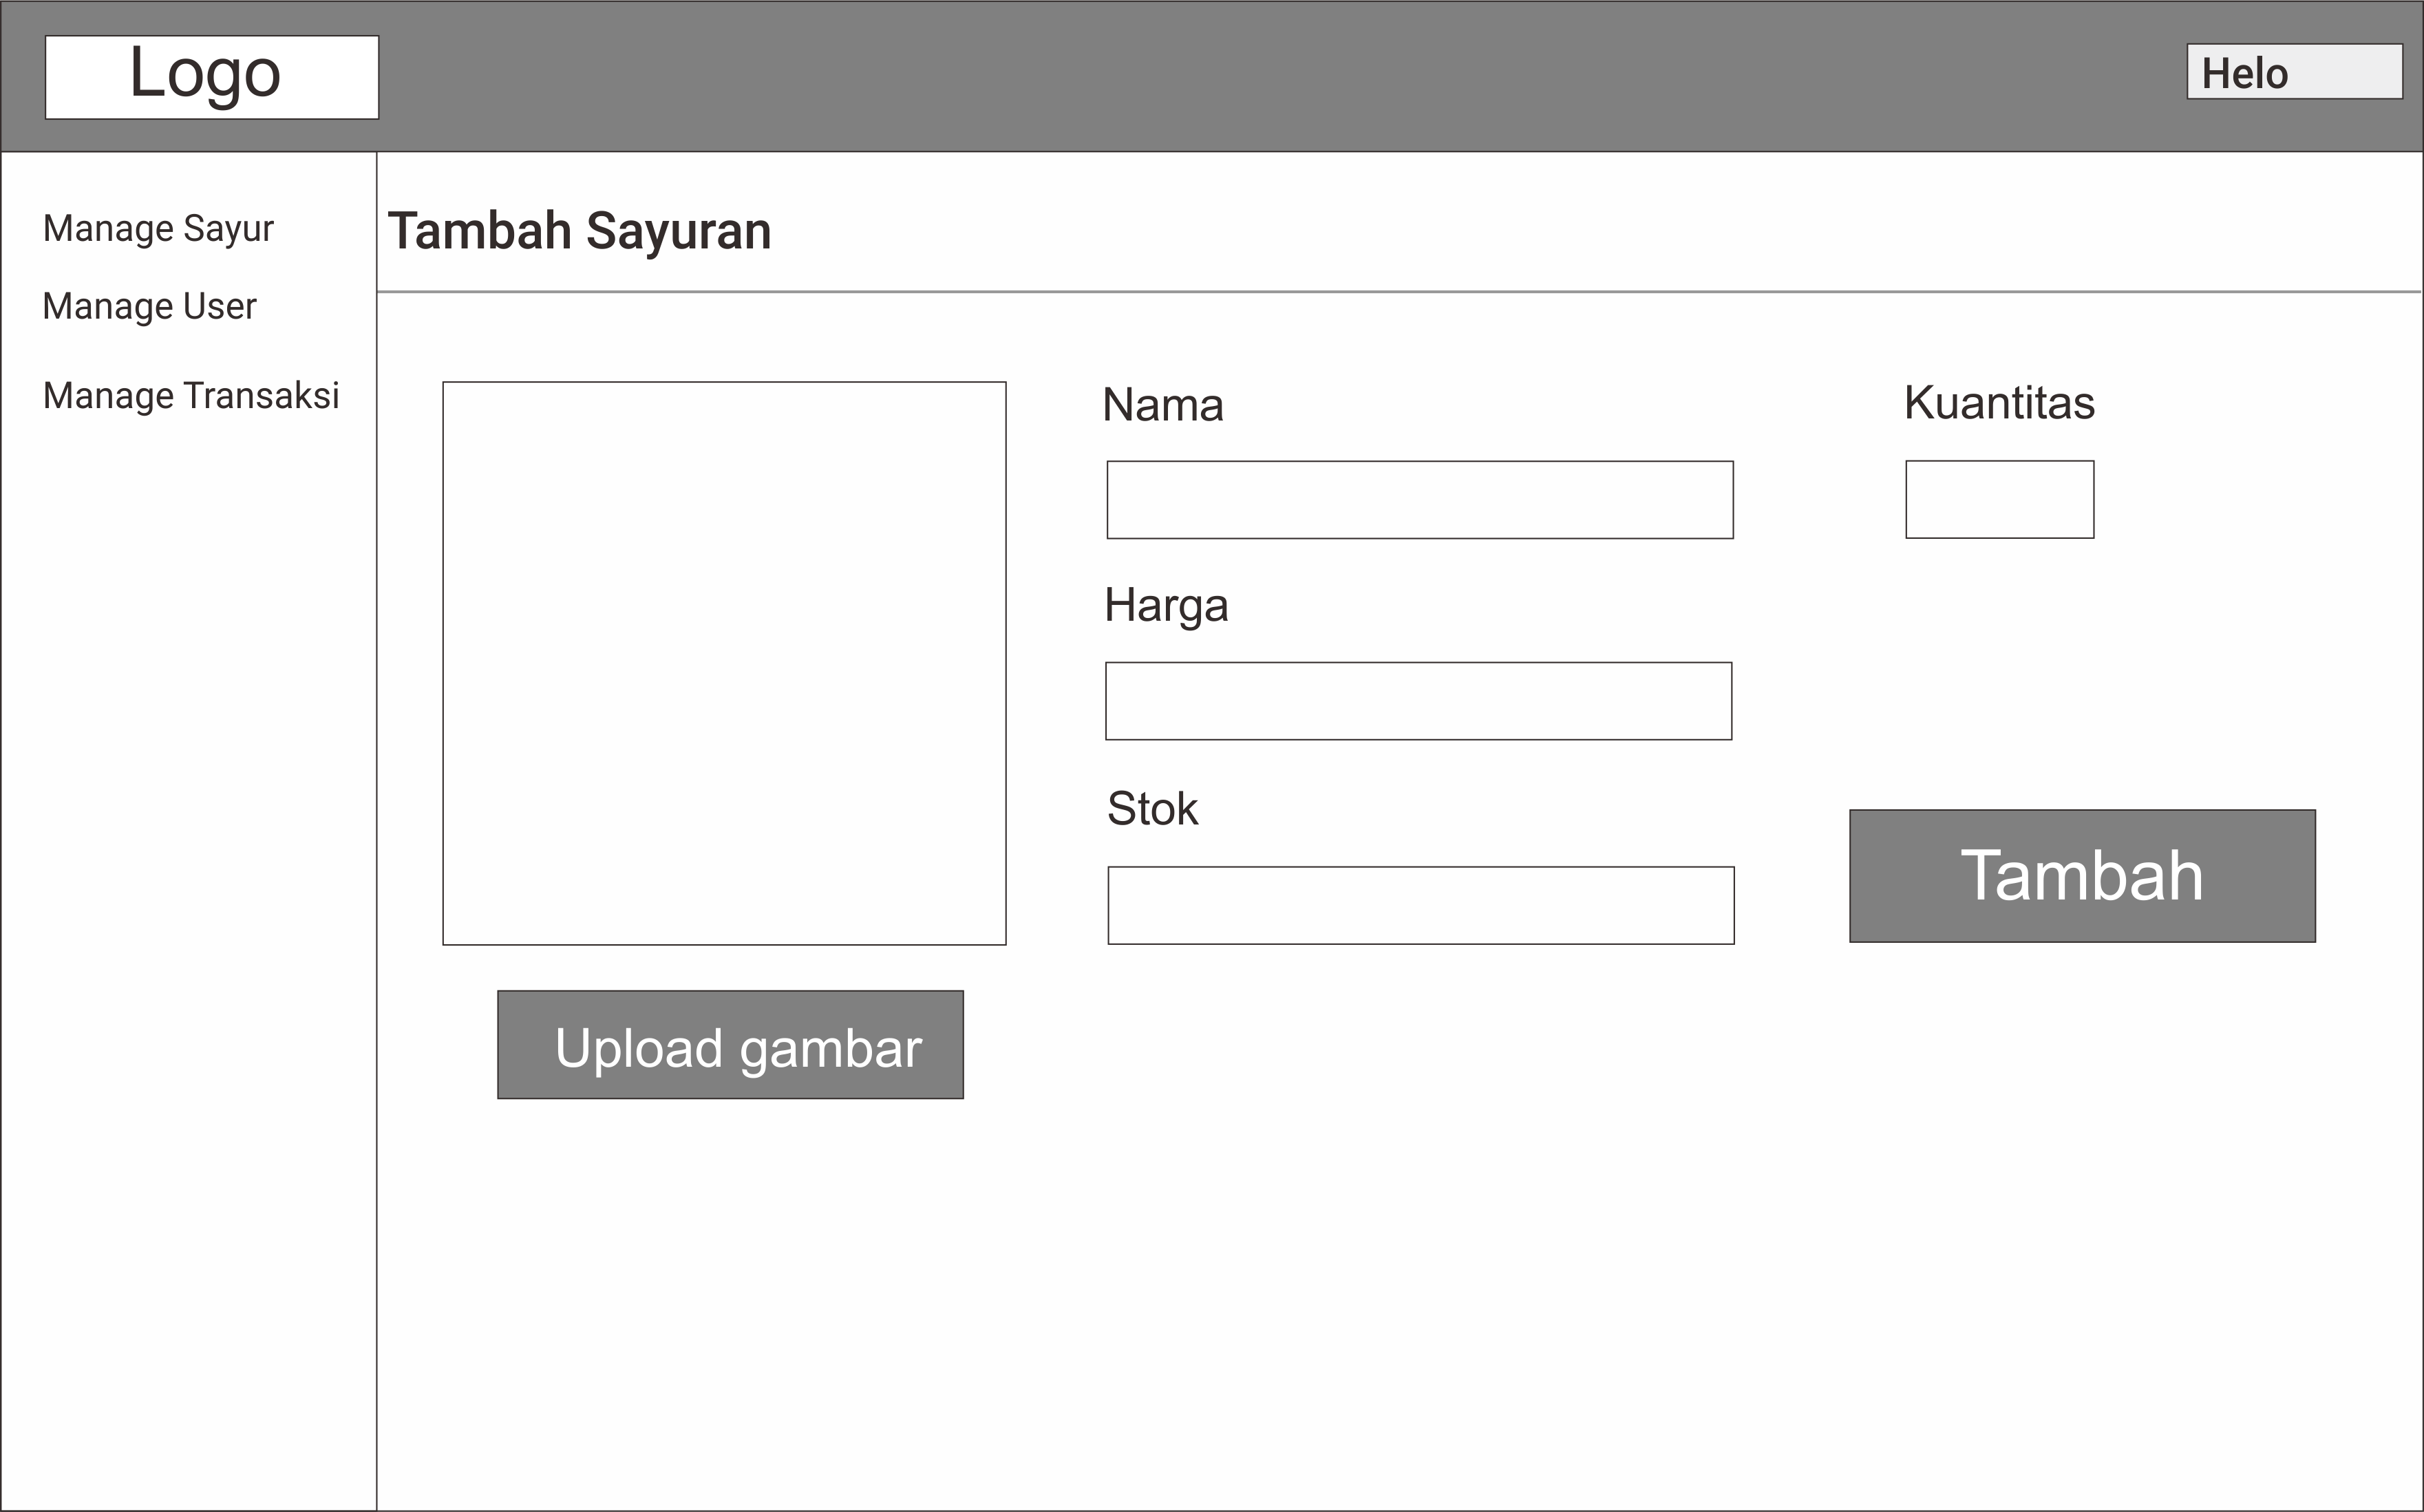 Logo
Helo
Manage Sayur
Manage User
Manage Transaksi
Tambah Sayuran
Nama
Kuantitas
Harga
Stok
Tambah
Upload gambar